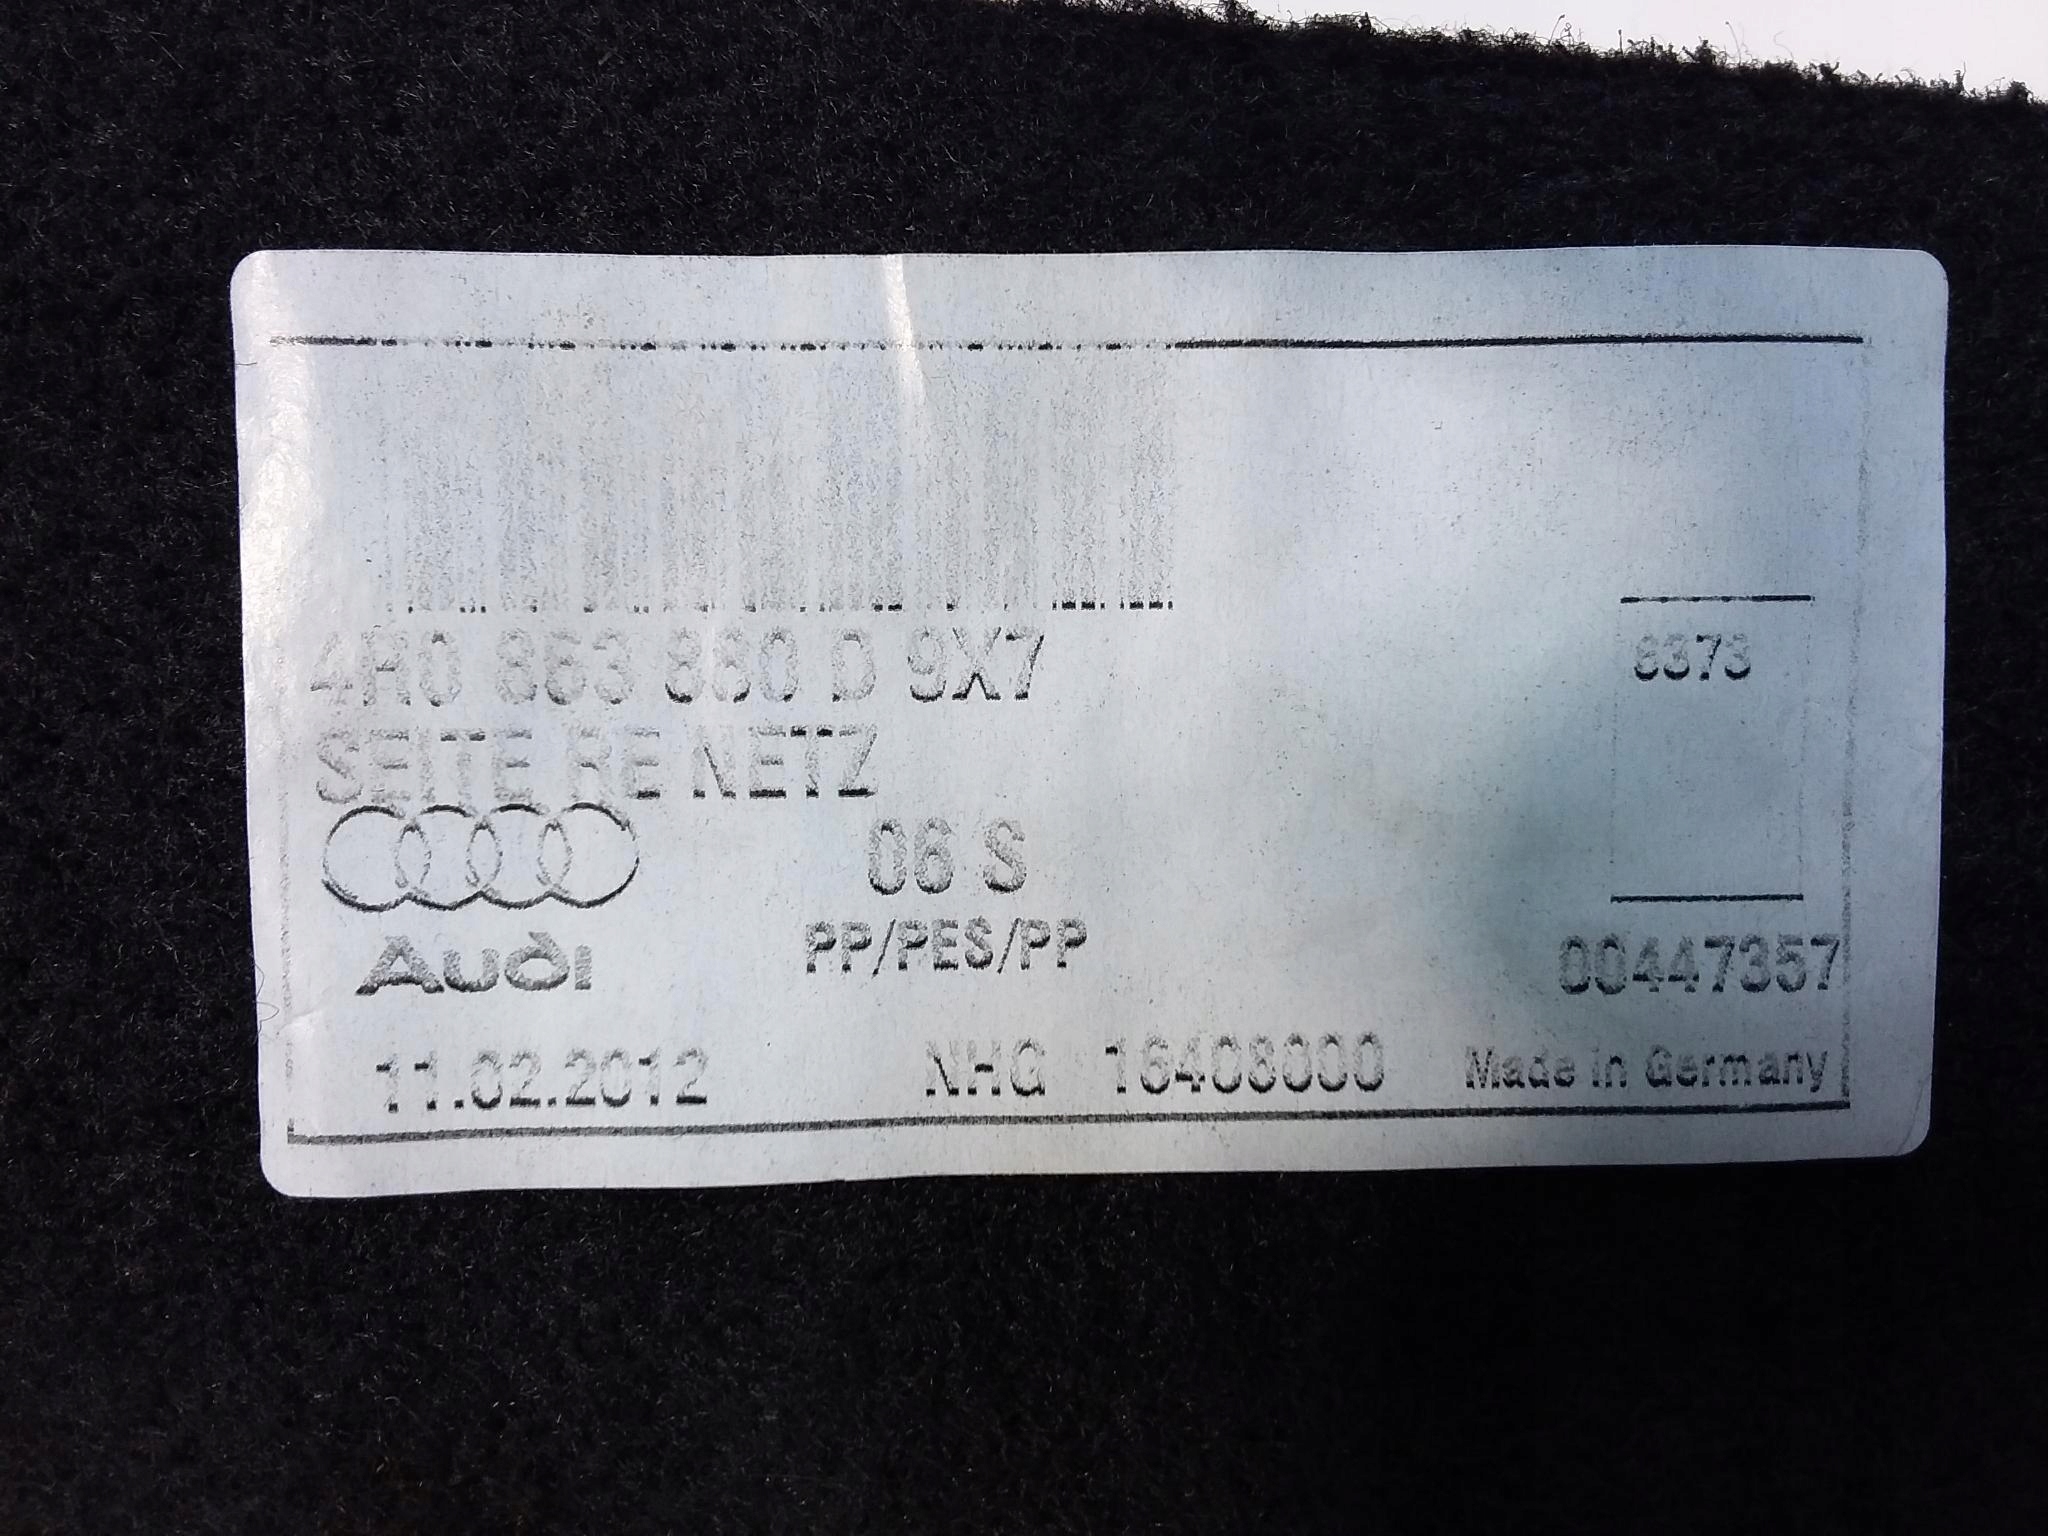 4R0 863 880 D 9X7
8373
SEITE RE NETZ
06 S
PP/PES/PP
00447357
Audi
11.02.2012 NHG 16408000 Made in Germany